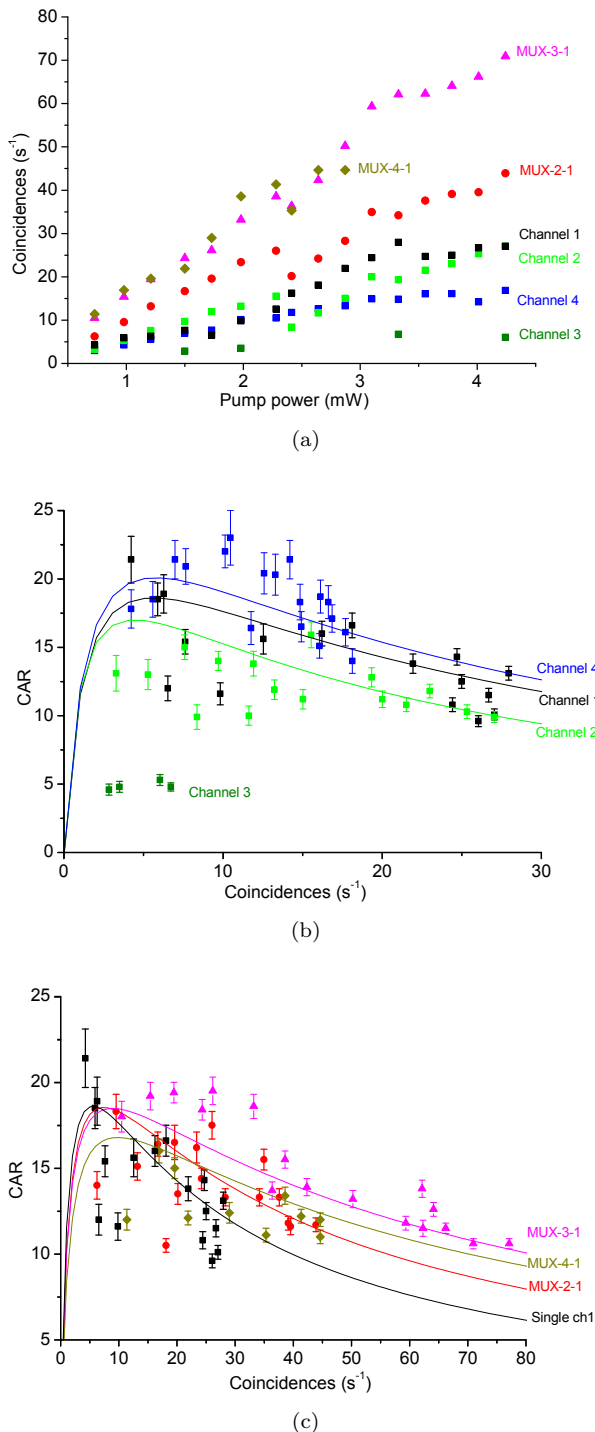 80
70
60
50
40
30
20
10
0
Coincidences (s⁻¹)
MUX-3-1
MUX-4-1
MUX-2-1
Channel 1
Channel 2
Channel 4
Channel 3
1 2 3 4
Pump power (mW)
(a)
25
20
15
10
5
0
CAR
Channel 4
Channel 1
Channel 2
Channel 3
0 10 20 30
Coincidences (s⁻¹)
(b)
25
20
15
10
5
CAR
MUX-3-1
MUX-4-1
MUX-2-1
Single ch1
0 10 20 30 40 50 60 70 80
Coincidences (s⁻¹)
(c)